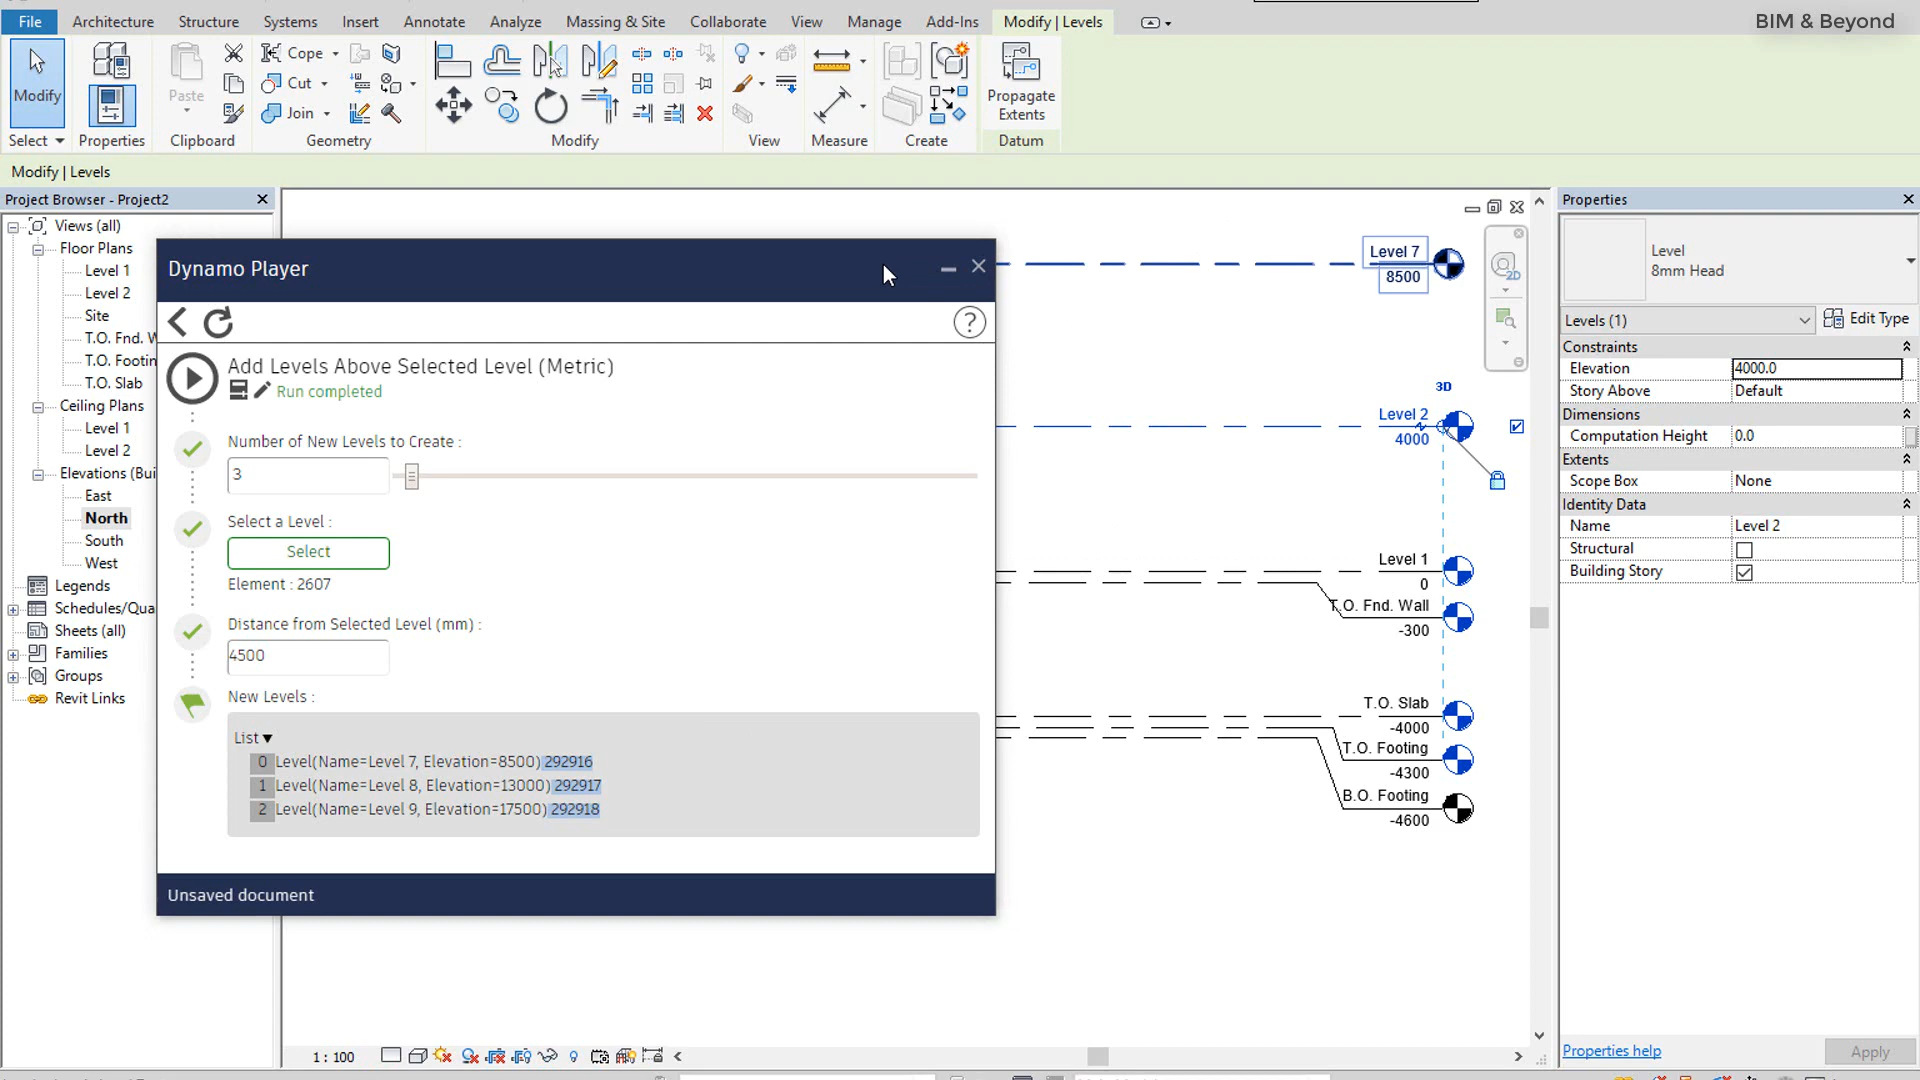 File Architecture Structure Systems Insert Annotate Analyze Massing & Site Collaborate View Manage Add-Ins Modify | Levels
BIM & Beyond
Modify
Paste
Cope
Cut
Join
Propagate
Extents
Select Properties Clipboard Geometry Modify View Measure Create Datum
Modify | Levels
Project Browser - Project2
Views (all)
Floor Plans
Level 1
Level 2
Site
T.O. Fnd. W
T.O. Footin
T.O. Slab
Ceiling Plans
Level 1
Level 2
Elevations (Bui
East
North
South
West
Legends
Schedules/Qua
Sheets (all)
Families
Groups
Revit Links
Dynamo Player
?
Add Levels Above Selected Level (Metric)
Run completed
Number of New Levels to Create :
3
Select a Level :
Select
Element : 2607
Distance from Selected Level (mm) :
4500
New Levels :
List
0 Level(Name=Level 7, Elevation=8500) 292916
1 Level(Name=Level 8, Elevation=13000) 292917
2 Level(Name=Level 9, Elevation=17500) 292918
Unsaved document
Level 7
8500
3D
Level 2
4000
Level 1
0
T.O. Fnd. Wall
-300
T.O. Slab
-4000
T.O. Footing
-4300
B.O. Footing
-4600
2D
1 : 100
Properties
Level
8mm Head
Levels (1)
Edit Type
Constraints
Elevation 4000.0
Story Above Default
Dimensions
Computation Height 0.0
Extents
Scope Box None
Identity Data
Name Level 2
Structural
Building Story
Properties help
Apply